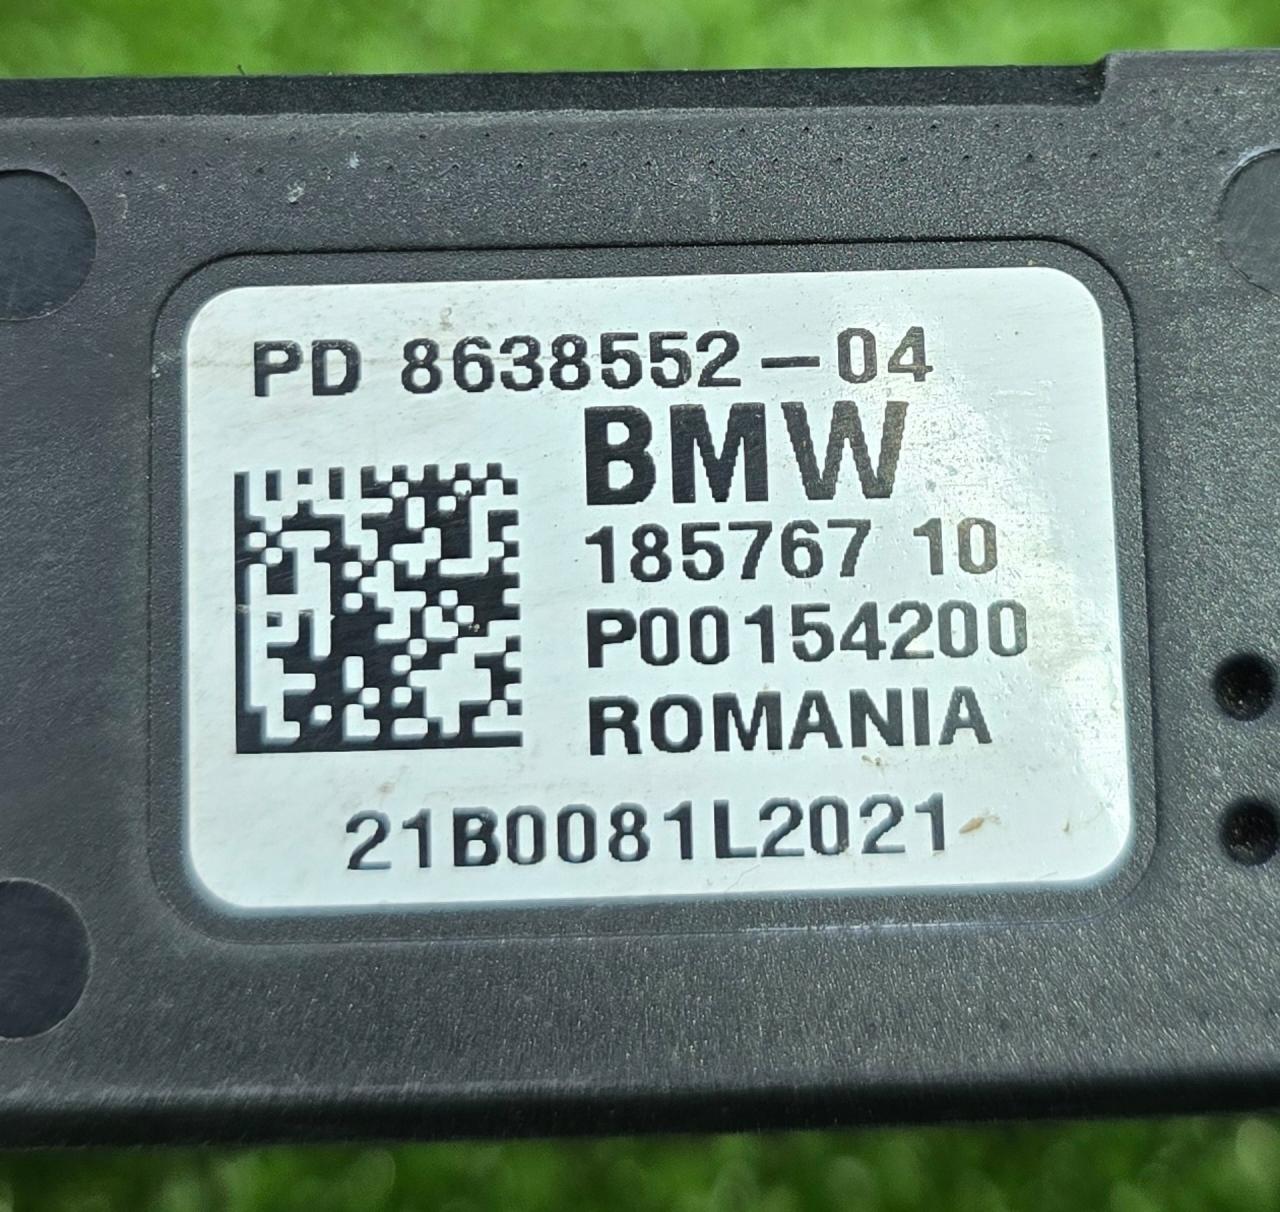 PD 8638552-04
BMW
185767 10
P00154200
ROMANIA
21B0081L2021